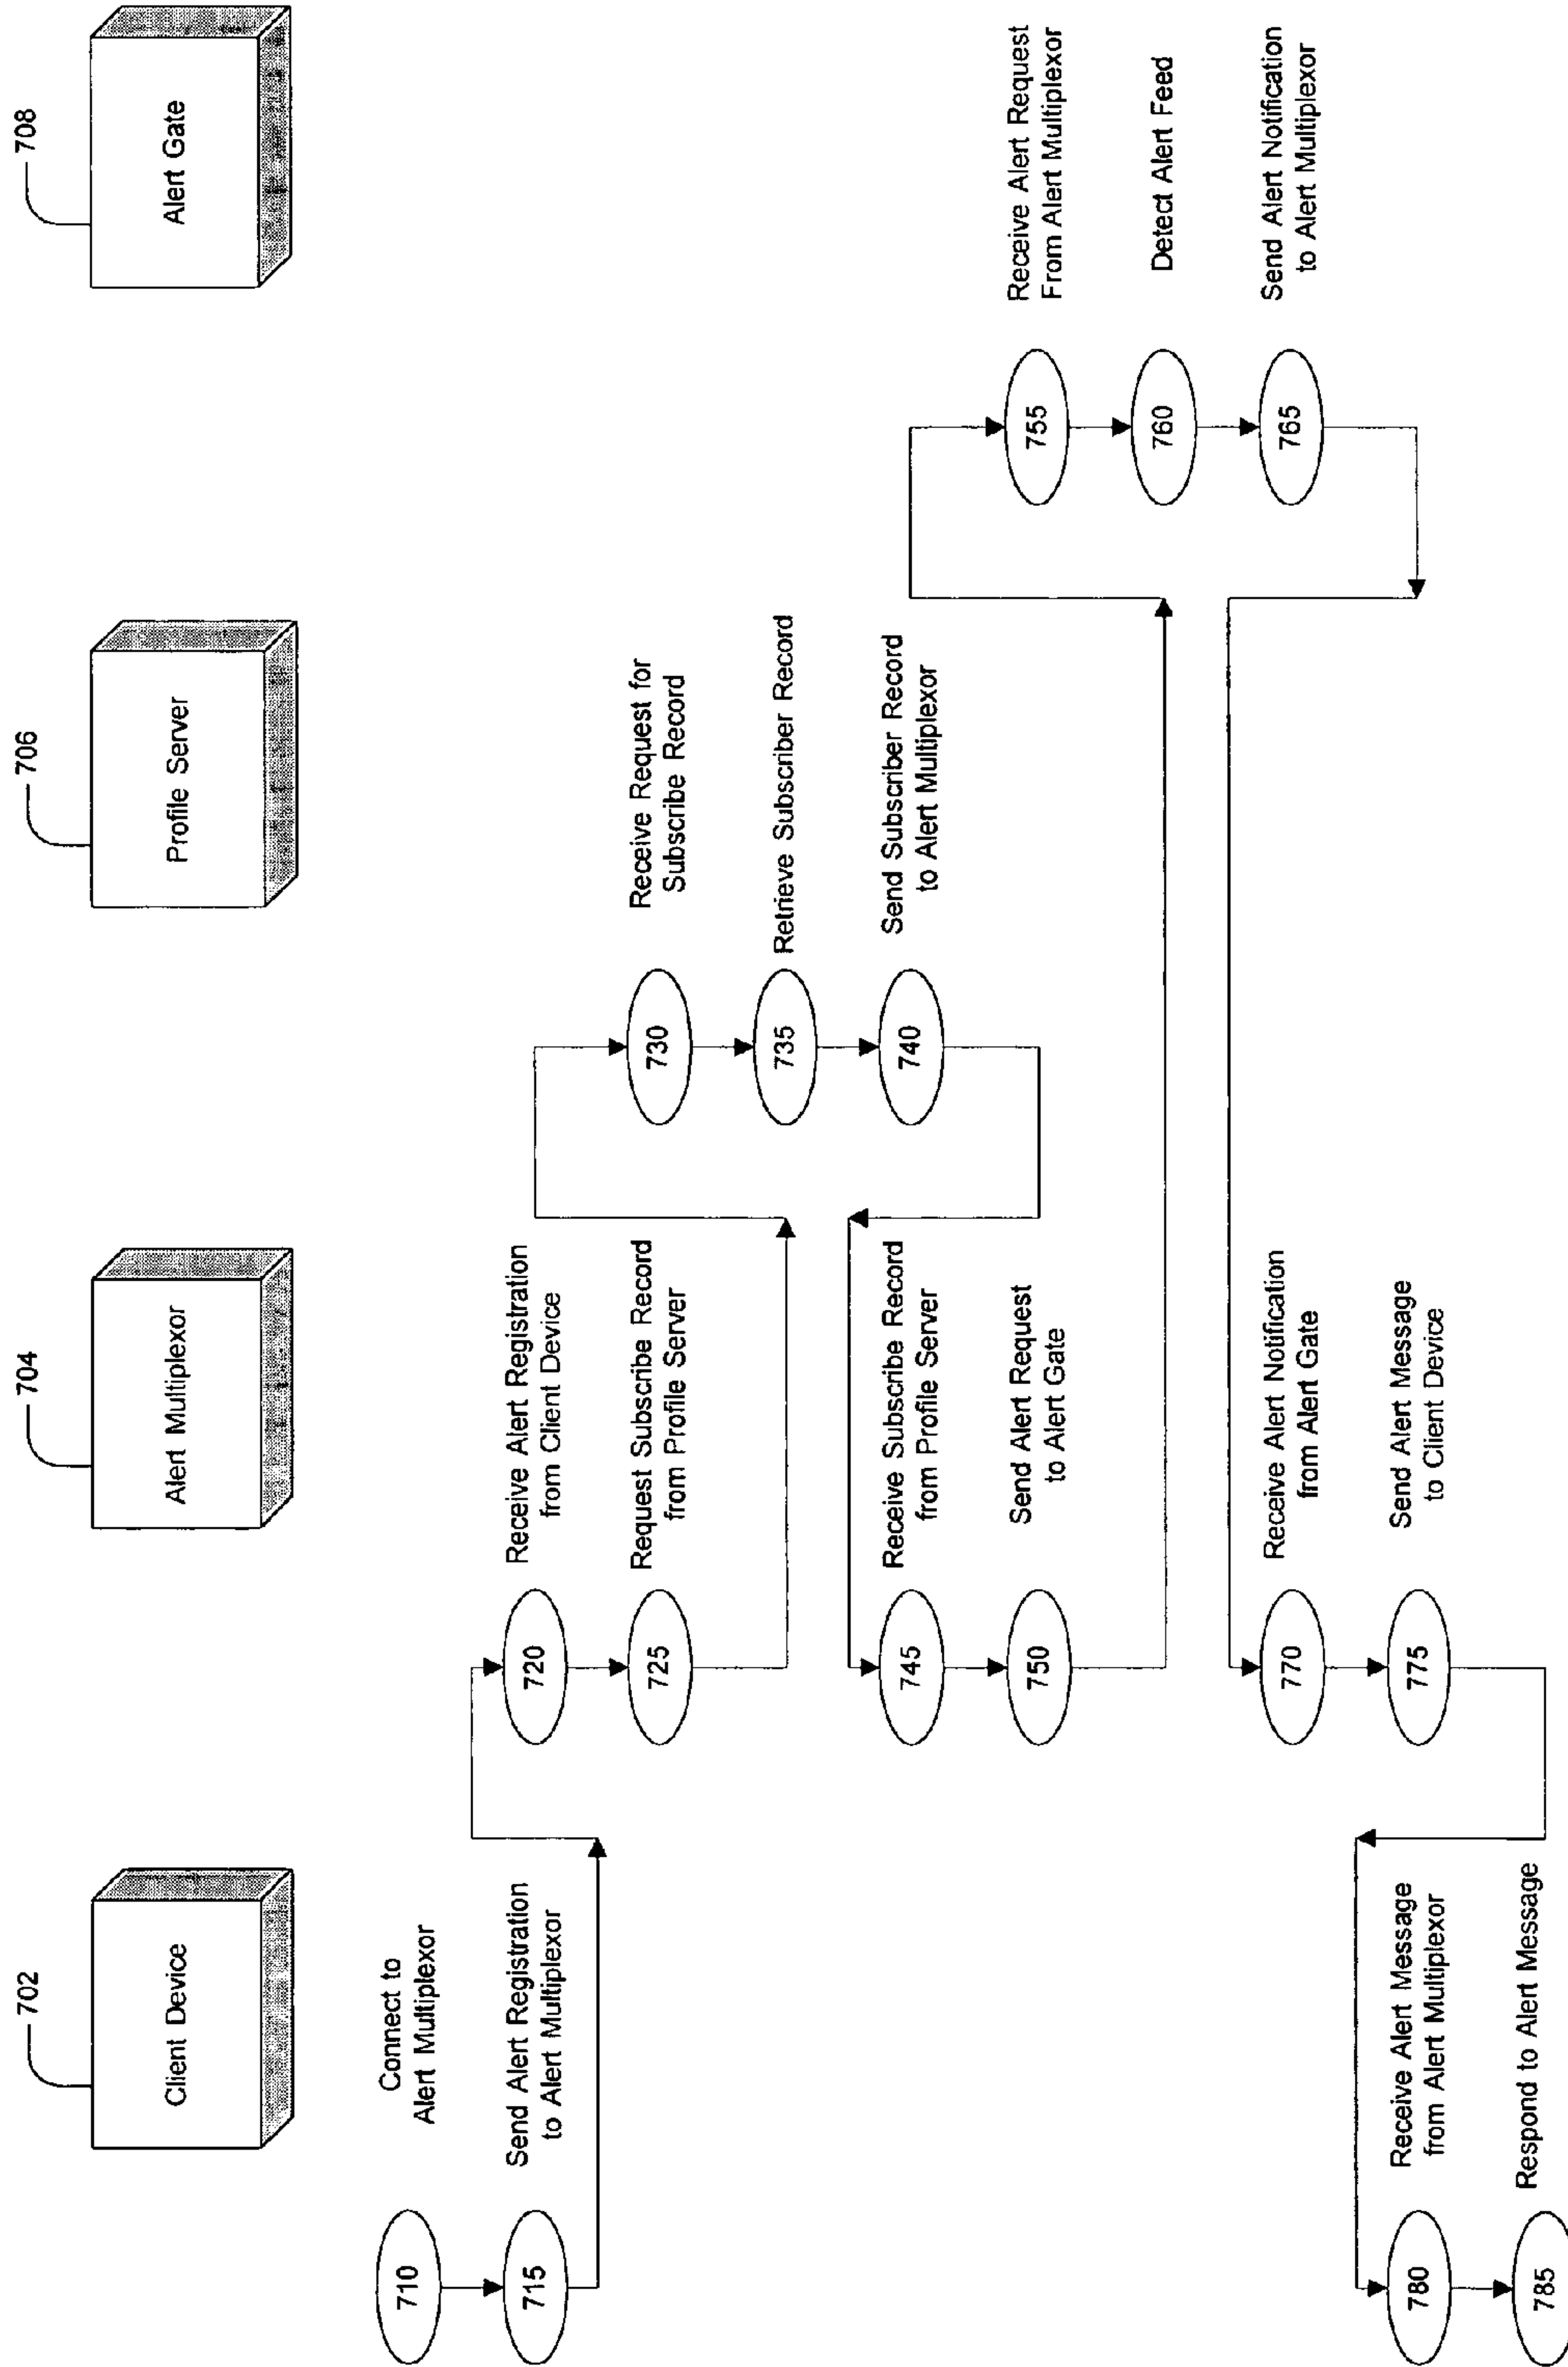 702
Client Device
704
Alert Multiplexor
706
Profile Server
708
Alert Gate
710
Connect to
Alert Multiplexor
715
Send Alert Registration
to Alert Multiplexor
720
Receive Alert Registration
from Client Device
725
Request Subscribe Record
from Profile Server
730
Receive Request for
Subscribe Record
735
Retrieve Subscriber Record
740
Send Subscriber Record
to Alert Multiplexor
745
Receive Subscribe Record
from Profile Server
750
Send Alert Request
to Alert Gate
755
Receive Alert Request
From Alert Multiplexor
760
Detect Alert Feed
765
Send Alert Notification
to Alert Multiplexor
770
Receive Alert Notification
from Alert Gate
775
Send Alert Message
to Client Device
780
Receive Alert Message
from Alert Multiplexor
785
Respond to Alert Message